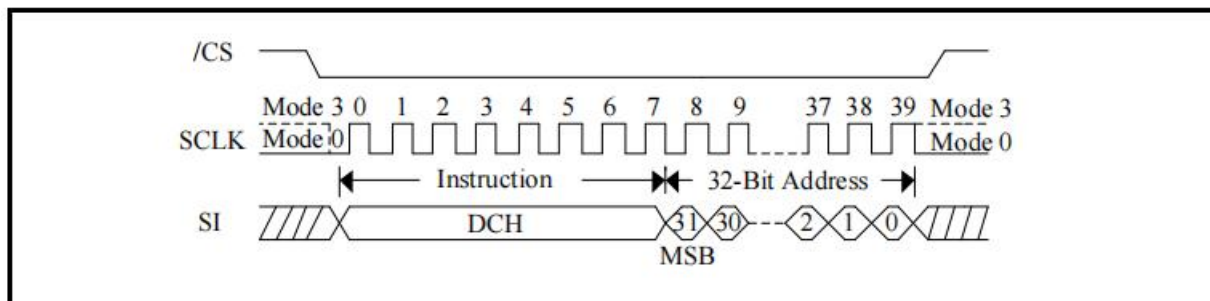 /CS
Mode 3 0 1 2 3 4 5 6 7 8 9 37 38 39 Mode 3
SCLK Mode 0 Mode 0
Instruction 32-Bit Address
SI DCH 31 30 2 1 0
MSB